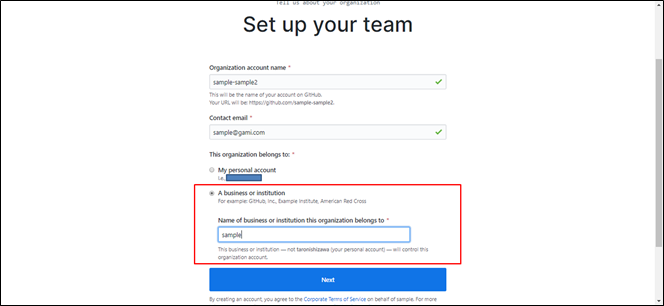 Tell us about your organization
Set up your team
Organization account name *
sample-sample2
This will be the name of your account on GitHub.
Your URL will be: https://github.com/sample-sample2.
Contact email *
sample@gami.com
This organization belongs to: *
My personal account
i.e.,
A business or institution
For example: GitHub, Inc., Example Institute, American Red Cross
Name of business or institution this organization belongs to *
sample
This business or institution — not taronishizawa (your personal account) — will control this
organization account.
Next
By creating an account, you agree to the Corporate Terms of Service on behalf of sample. For more